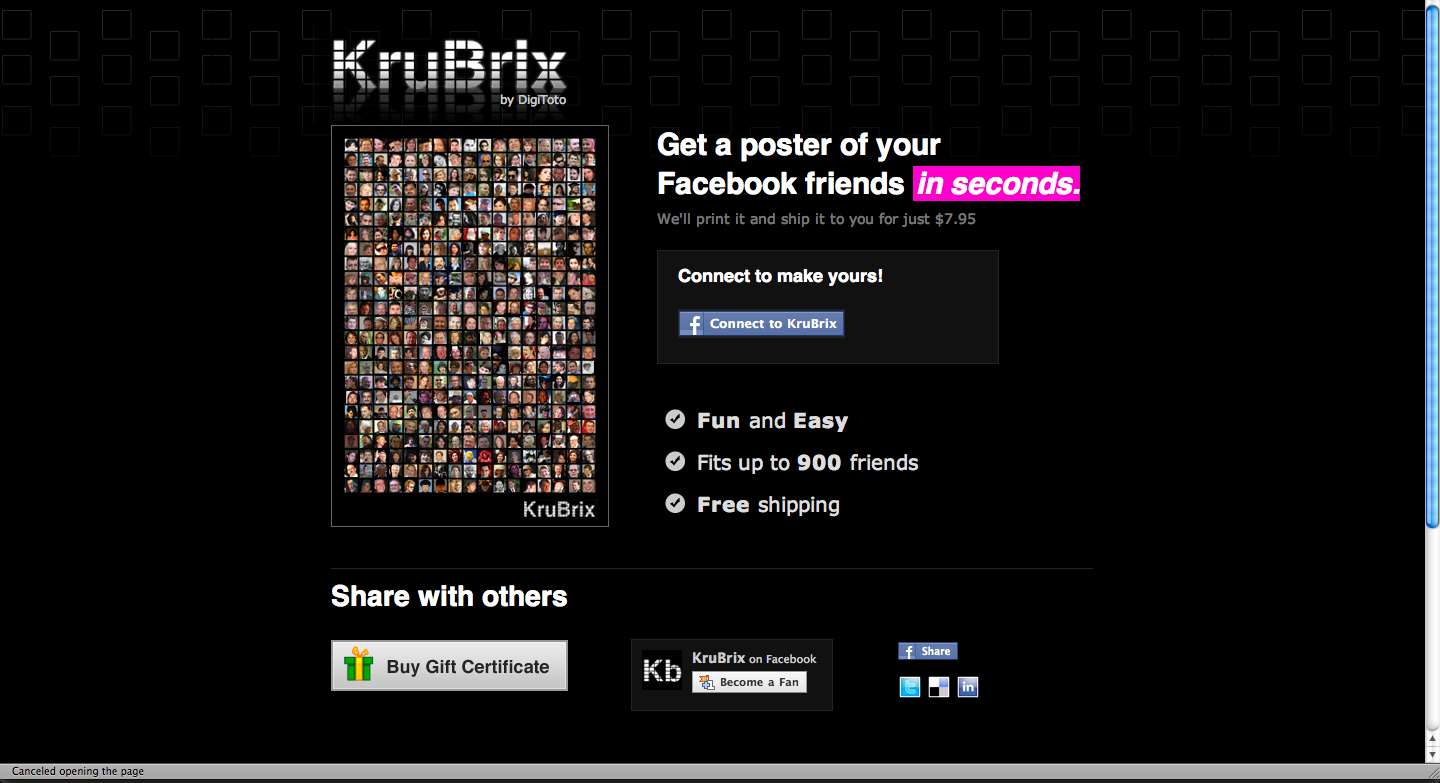 KruBrix
by DigiToto
KruBrix
Get a poster of your
Facebook friends in seconds.
We'll print it and ship it to you for just $7.95
Connect to make yours!
f Connect to KruBrix
Fun and Easy
Fits up to 900 friends
Free shipping
Share with others
Buy Gift Certificate
Kb
KruBrix on Facebook
Become a Fan
f Share
t
in
Canceled opening the page